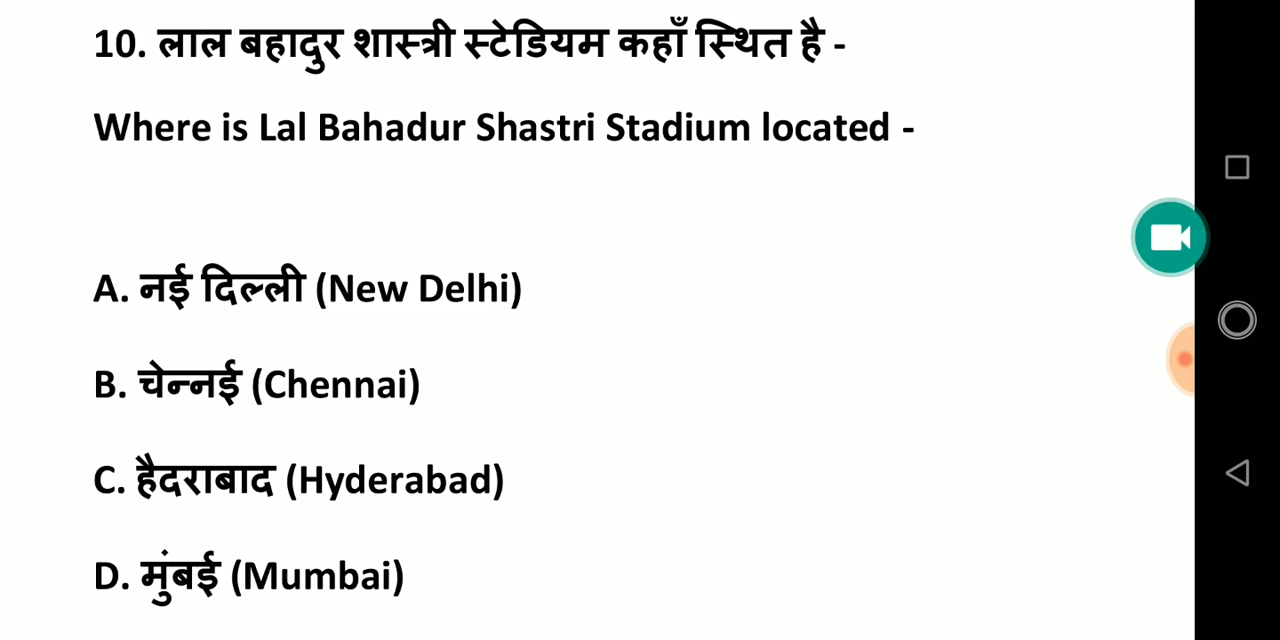 10. लाल बहादुर शास्त्री स्टेडियम कहाँ स्थित है -
Where is Lal Bahadur Shastri Stadium located -
A. नई दिल्ली (New Delhi)
B. चेन्नई (Chennai)
C. हैदराबाद (Hyderabad)
D. मुंबई (Mumbai)